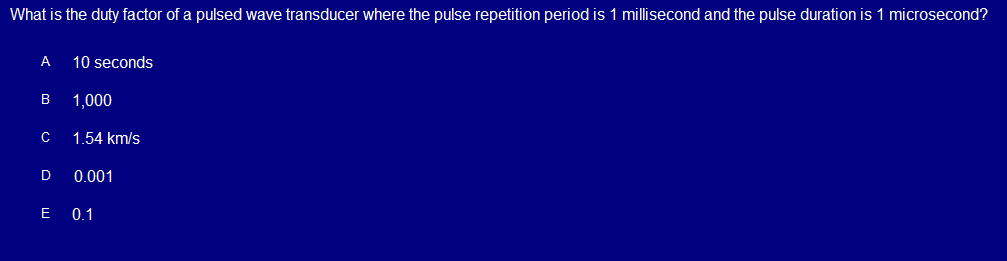 What is the duty factor of a pulsed wave transducer where the pulse repetition period is 1 millisecond and the pulse duration is 1 microsecond?
A 10 seconds
B 1,000
C 1.54 km/s
D 0.001
E 0.1